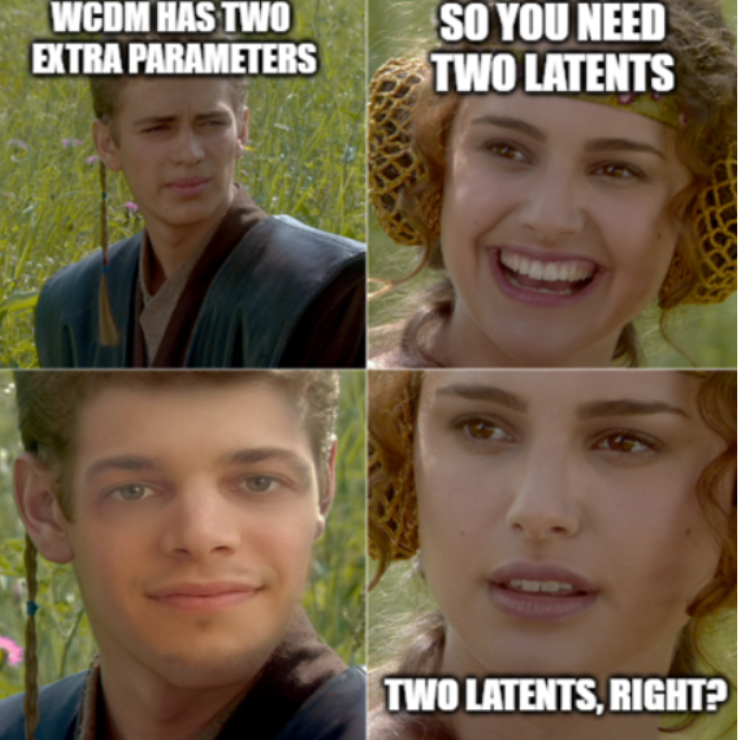 WCDM HAS TWO
EXTRA PARAMETERS
SO YOU NEED
TWO LATENTS
TWO LATENTS, RIGHT?